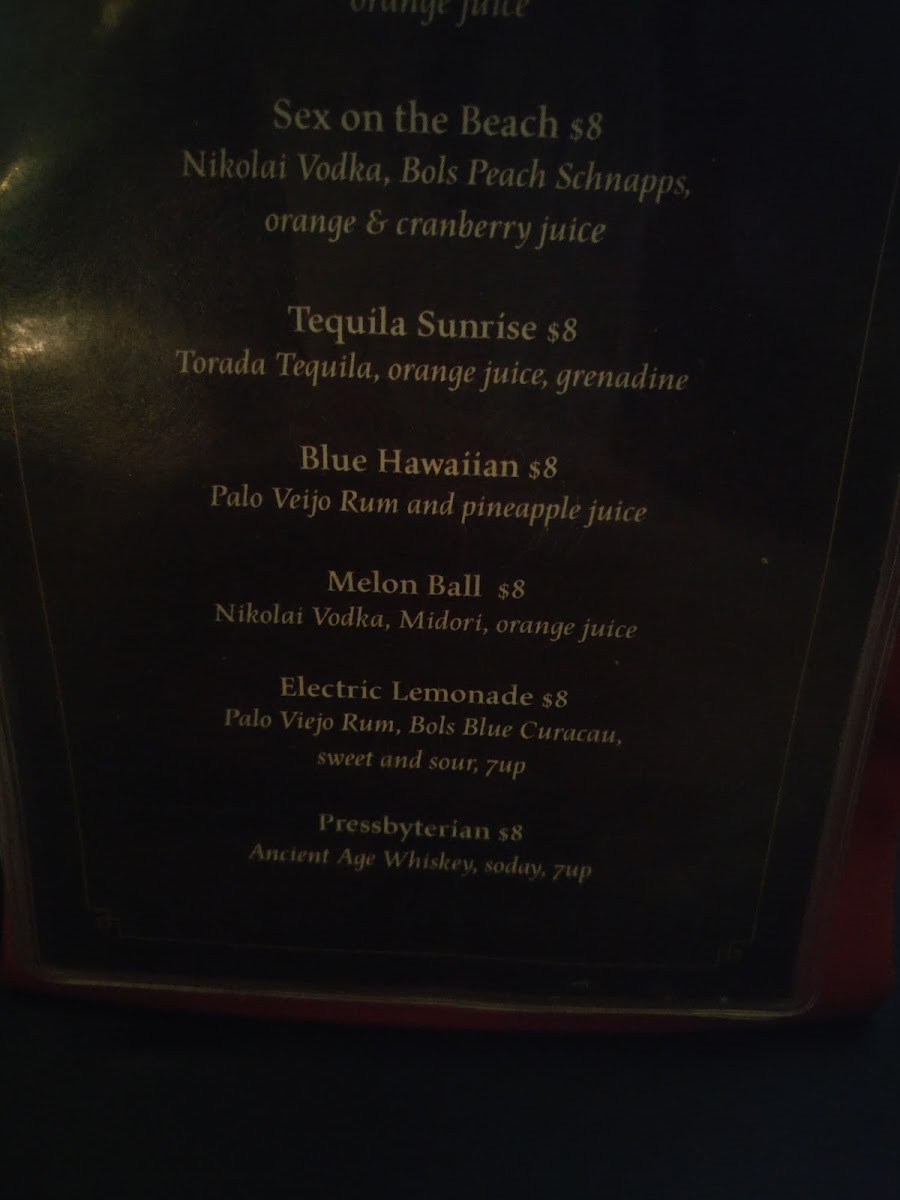 orange juice
Sex on the Beach $8
Nikolai Vodka, Bols Peach Schnapps,
orange & cranberry juice
Tequila Sunrise $8
Torada Tequila, orange juice, grenadine
Blue Hawaiian $8
Palo Veijo Rum and pineapple juice
Melon Ball $8
Nikolai Vodka, Midori, orange juice
Electric Lemonade $8
Palo Viejo Rum, Bols Blue Curacau,
sweet and sour, 7up
Pressbyterian $8
Ancient Age Whiskey, soday, 7up